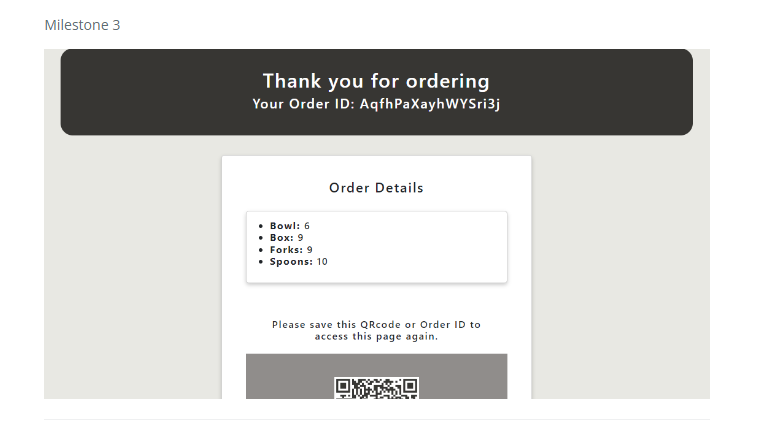 Milestone 3
Thank you for ordering
Your Order ID: AqfhPaXayhWYSri3j
Order Details
• Bowl: 6
• Box: 9
• Forks: 9
• Spoons: 10
Please save this QRcode or Order ID to
access this page again.